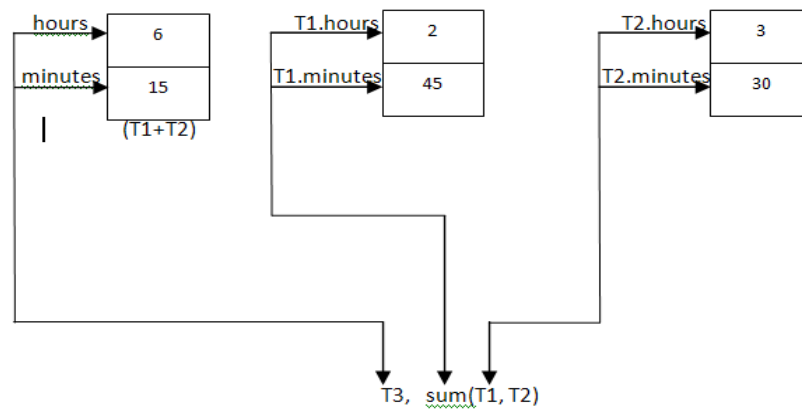 hours 6 T1.hours 2 T2.hours 3
minutes 15 T1.minutes 45 T2.minutes 30
(T1+T2)
T3, sum(T1, T2)